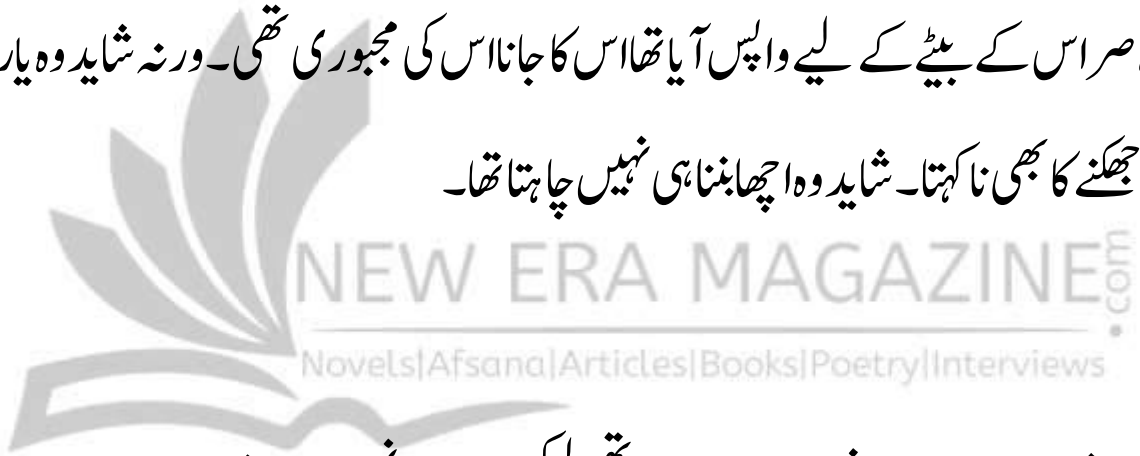 صر اس کے بیٹے کے لیے واپس آیا تھا اس کا جانا اس کی مجبوری تھی۔ ورنہ شاید وہ یار
جھکنے کا بھی نا کہتا۔ شاید وہ اچھا بننا ہی نہیں چاہتا تھا۔
NEW ERA MAGAZINE.com
Novels|Afsana|Articles|Books|Poetry|Interviews